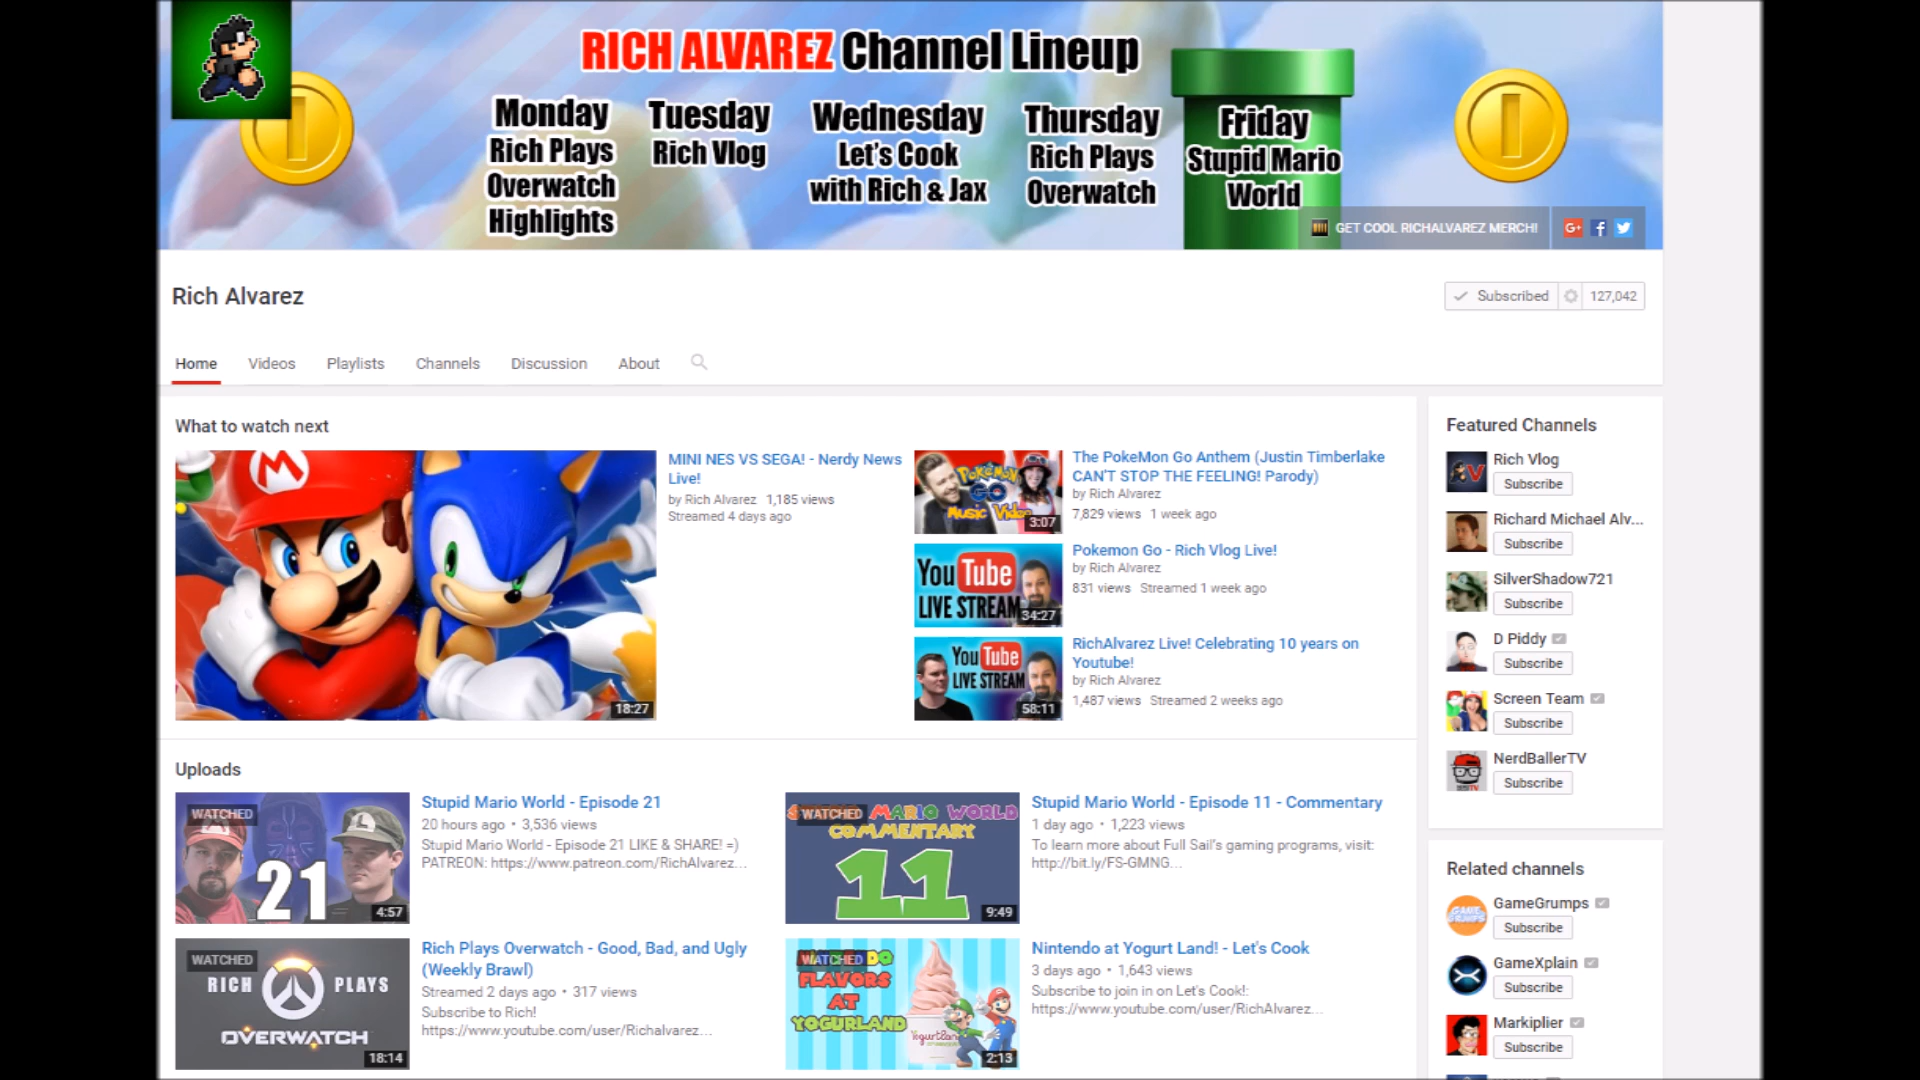 RICH ALVAREZ Channel Lineup
Monday
Rich Plays
Overwatch
Highlights
Tuesday
Rich Vlog
Wednesday
Let's Cook
with Rich & Jax
Thursday
Rich Plays
Overwatch
Friday
Stupid Mario
World
GET COOL RICHALVAREZ MERCH!
G+ f
Rich Alvarez
Subscribed 127,042
Home Videos Playlists Channels Discussion About
What to watch next
M
18:27
MINI NES VS SEGA! - Nerdy News
Live!
by Rich Alvarez 1,185 views
Streamed 4 days ago
POKéMON
GO
Music Video
3:07
The PokeMon Go Anthem (Justin Timberlake
CAN'T STOP THE FEELING! Parody)
by Rich Alvarez
7,829 views 1 week ago
YouTube
LIVE STREAM
34:27
Pokemon Go - Rich Vlog Live!
by Rich Alvarez
831 views Streamed 1 week ago
YouTube
LIVE STREAM
58:11
RichAlvarez Live! Celebrating 10 years on
Youtube!
by Rich Alvarez
1,487 views Streamed 2 weeks ago
Uploads
WATCHED
21
4:57
Stupid Mario World - Episode 21
20 hours ago • 3,536 views
Stupid Mario World - Episode 21 LIKE & SHARE! =)
PATREON: https://www.patreon.com/RichAlvarez...
WATCHED MARIO WORLD
COMMENTARY
11
9:49
Stupid Mario World - Episode 11 - Commentary
1 day ago • 1,223 views
To learn more about Full Sail's gaming programs, visit:
http://bit.ly/FS-GMNG...
WATCHED
RICH PLAYS
OVERWATCH
18:14
Rich Plays Overwatch - Good, Bad, and Ugly
(Weekly Brawl)
Streamed 2 days ago • 317 views
Subscribe to Rich!
https://www.youtube.com/user/Richalvarez...
WATCHED DO
FLAVORS
AT
YOGURLAND
Yogurtland
2:13
Nintendo at Yogurt Land! - Let's Cook
3 days ago • 1,643 views
Subscribe to join in on Let's Cook!:
https://www.youtube.com/user/RichAlvarez...
Featured Channels
Rich Vlog
Subscribe
Richard Michael Alv...
Subscribe
SilverShadow721
Subscribe
D Piddy
Subscribe
Screen Team
Subscribe
NerdBallerTV
Subscribe
Related channels
GAME GRUMPS
GameGrumps
Subscribe
GameXplain
Subscribe
Markiplier
Subscribe